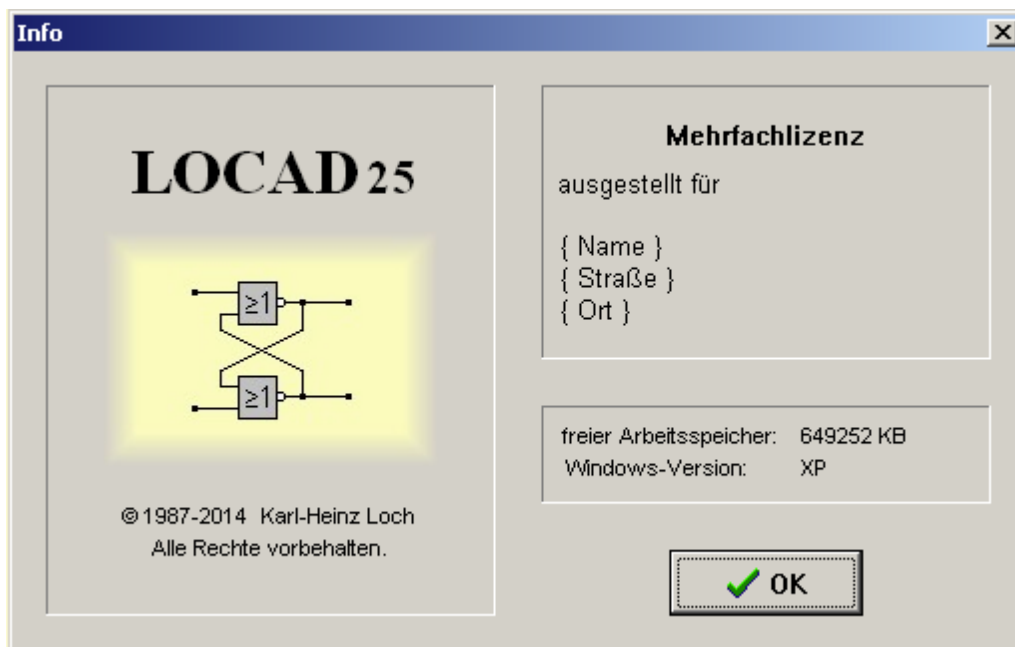 Info
LOCAD 25
≥1
≥1
© 1987-2014 Karl-Heinz Loch
Alle Rechte vorbehalten.
Mehrfachlizenz
ausgestellt für
{ Name }
{ Straße }
{ Ort }
freier Arbeitsspeicher: 649252 KB
Windows-Version: XP
OK